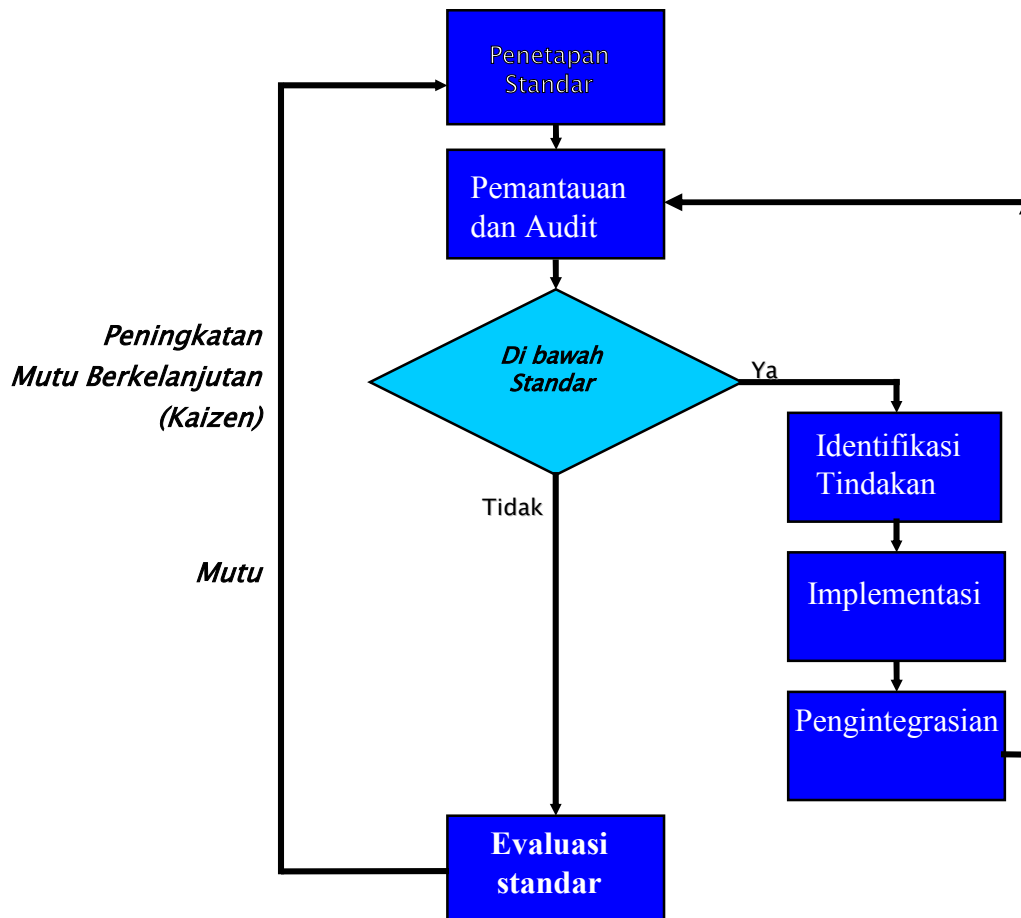 Penetapan
Standar
Pemantauan
dan Audit
Peningkatan
Mutu Berkelanjutan
(Kaizen)
Di bawah
Standar
Ya
Identifikasi
Tindakan
Tidak
Mutu
Implementasi
Pengintegrasian
Evaluasi
standar